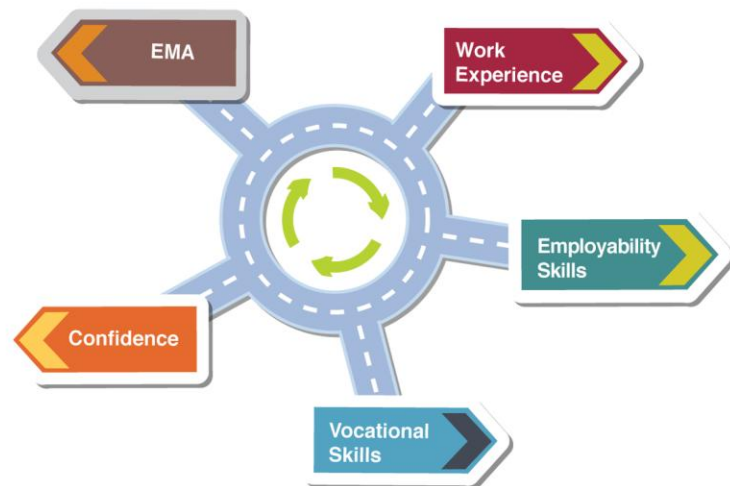 EMA
Work
Experience
Employability
Skills
Confidence
Vocational
Skills